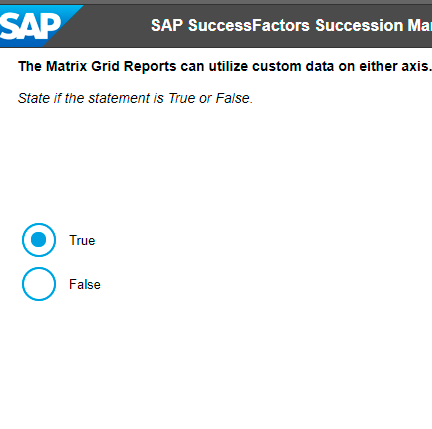 SAP
SAP SuccessFactors Succession Ma
The Matrix Grid Reports can utilize custom data on either axis.
State if the statement is True or False.
True
False